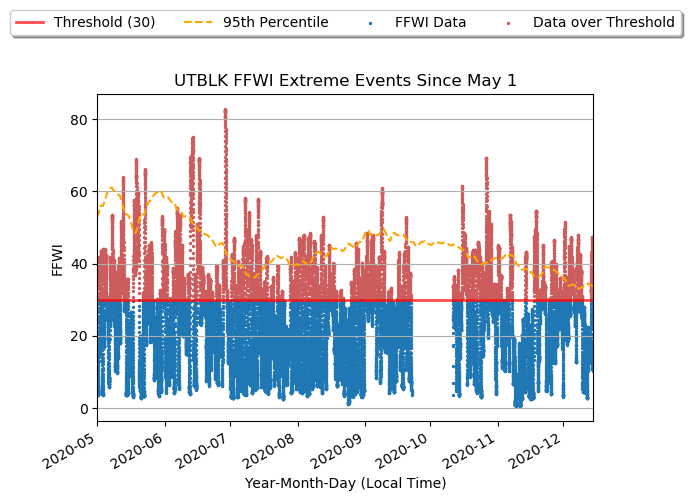 Threshold (30) 95th Percentile FFWI Data Data over Threshold
UTBLK FFWI Extreme Events Since May 1
80
60
40
20
0
FFWI
2020-05 2020-06 2020-07 2020-08 2020-09 2020-10 2020-11 2020-12
Year-Month-Day (Local Time)